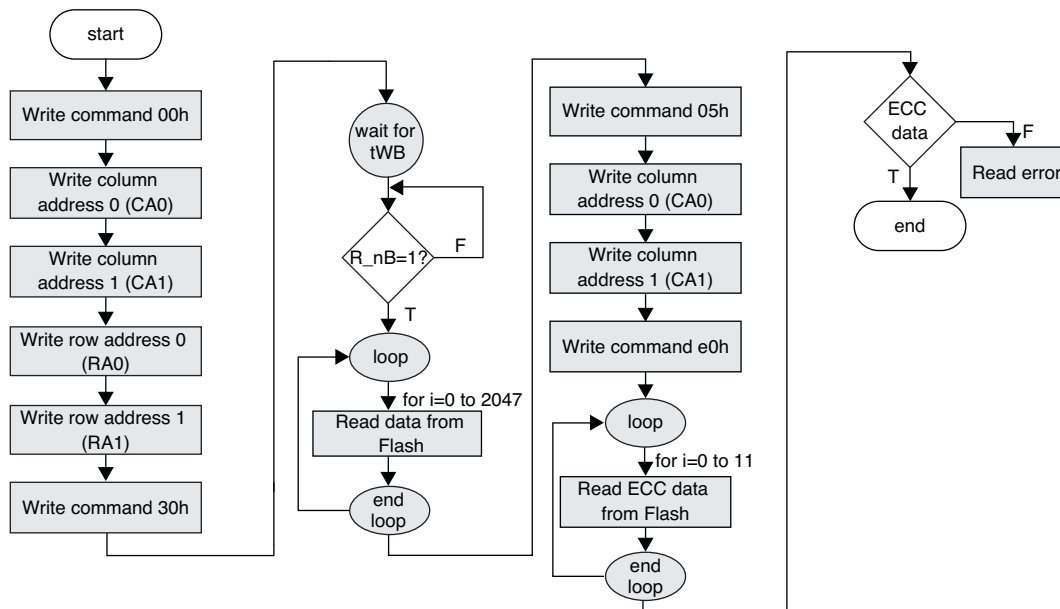 start
Write command 00h
Write column
address 0 (CA0)
Write column
address 1 (CA1)
Write row address 0
(RA0)
Write row address 1
(RA1)
Write command 30h
wait for
tWB
R_nB=1?
F
T
loop
for i=0 to 2047
Read data from
Flash
end
loop
Write command 05h
Write column
address 0 (CA0)
Write column
address 1 (CA1)
Write command e0h
loop
for i=0 to 11
Read ECC data
from Flash
end
loop
ECC
data
F
T
Read error
end